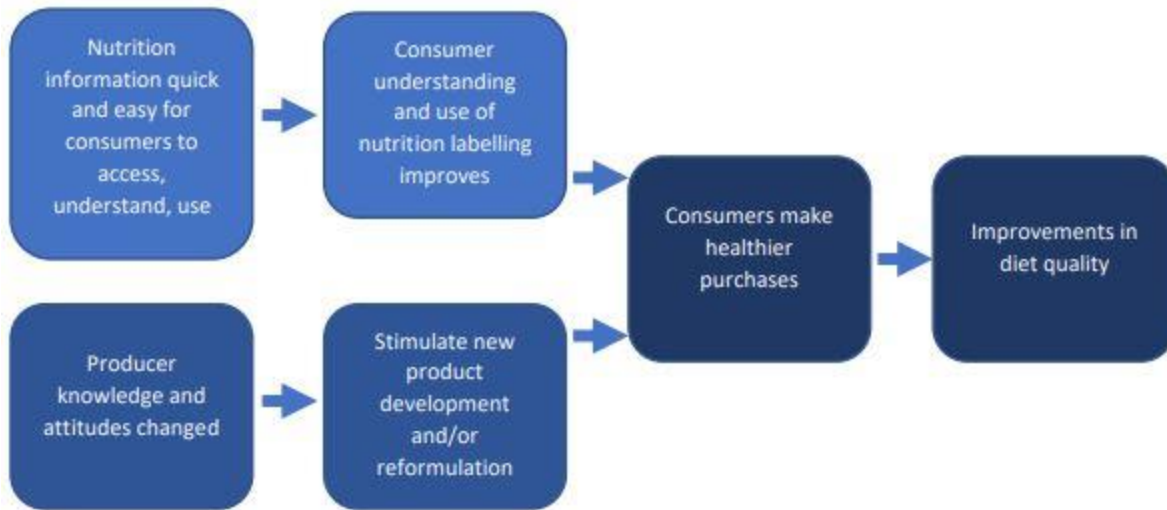 Nutrition
information quick
and easy for
consumers to
access,
understand, use
Consumer
understanding
and use of
nutrition labelling
improves
Producer
knowledge and
attitudes changed
Stimulate new
product
development
and/or
reformulation
Consumers make
healthier
purchases
Improvements in
diet quality